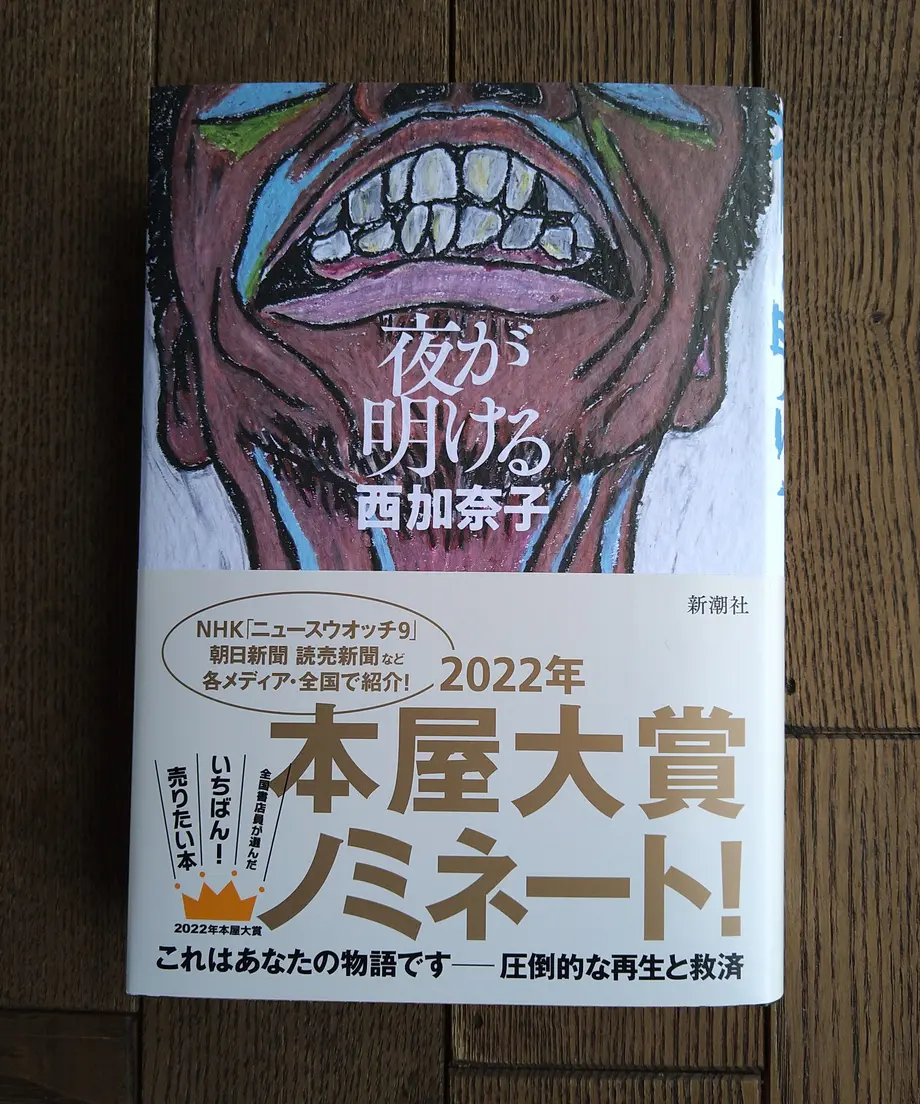 夜が
明ける
西加奈子
新潮社
NHK「ニュースウオッチ9」
朝日新聞 読売新聞など
各メディア・全国で紹介!
2022年
本屋大賞
ノミネート!
全国書店員が選んだ
いちばん!
売りたい本
2022年本屋大賞
これはあなたの物語です──圧倒的な再生と救済